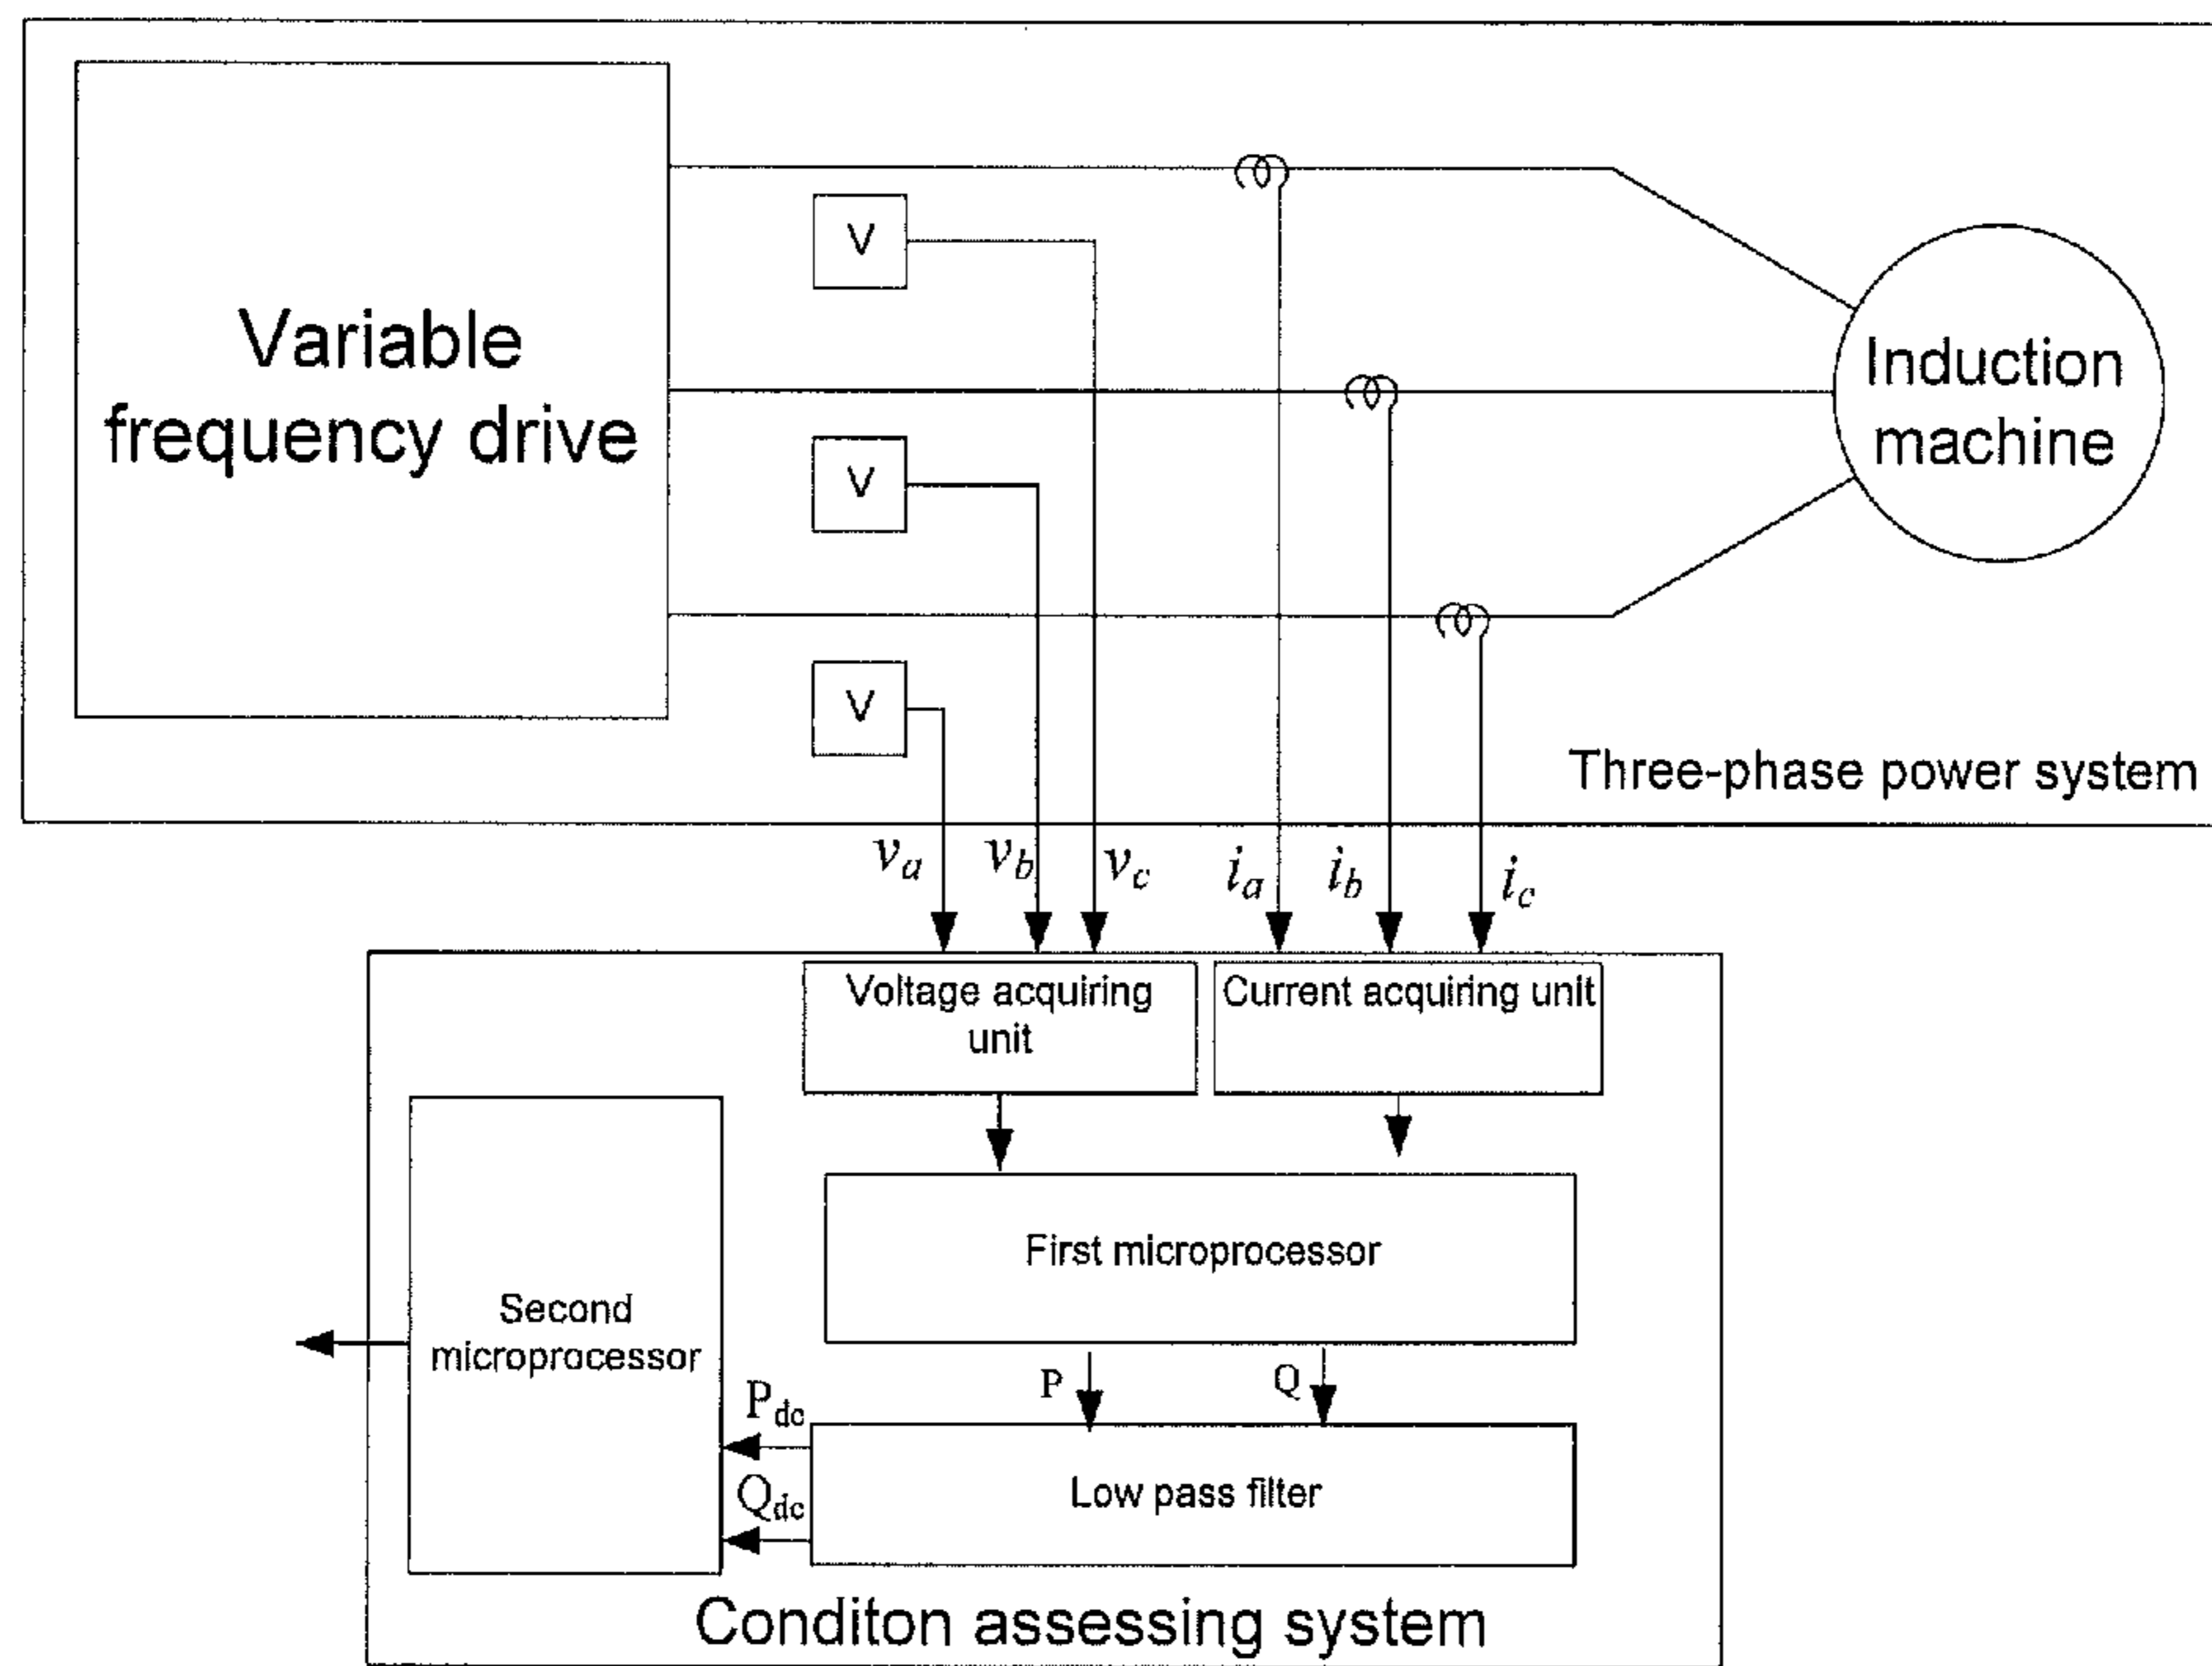 Variable
frequency drive
V
V
V
Induction
machine
Three-phase power system
v_a
v_b
v_c
i_a
i_b
i_c
Voltage acquiring
unit
Current acquiring unit
First microprocessor
Second
microprocessor
P
Q
P_dc
Q_dc
Low pass filter
Conditon assessing system